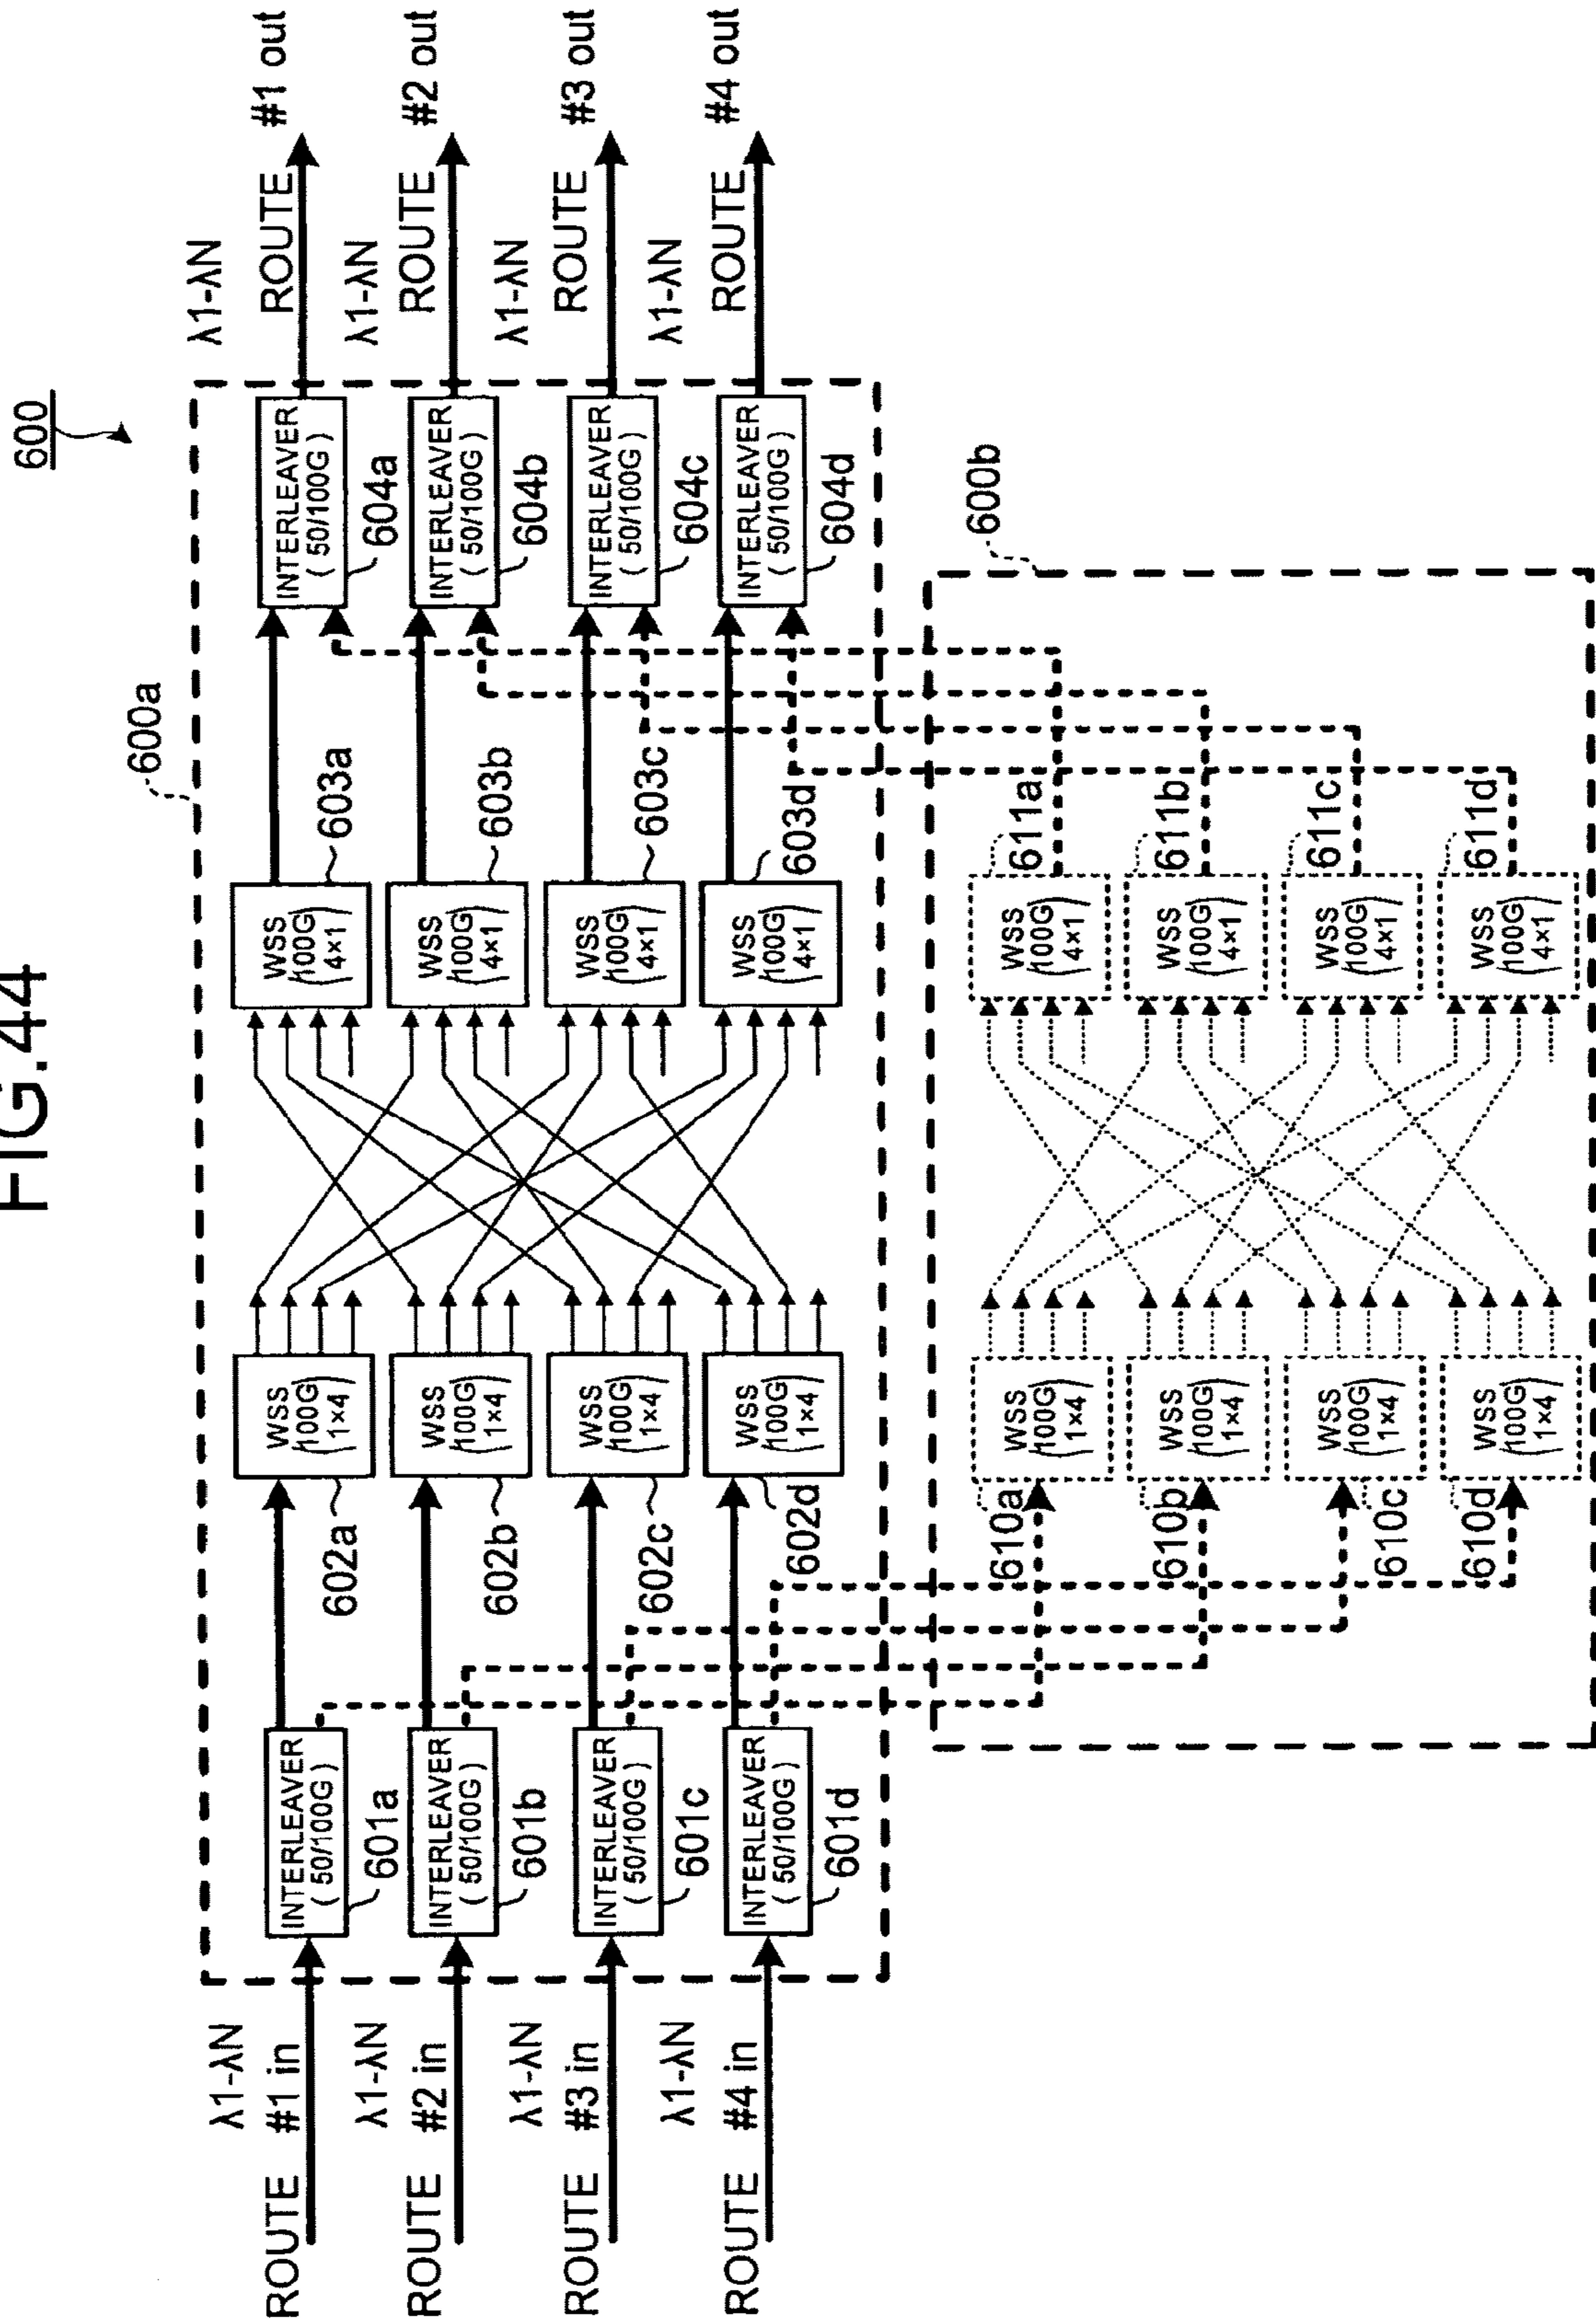 FIG.44
600
600a
λ1-λN
ROUTE #1 in
λ1-λN
ROUTE #2 in
λ1-λN
ROUTE #3 in
λ1-λN
ROUTE #4 in
INTERLEAVER
( 50/100G )
601a
INTERLEAVER
( 50/100G )
601b
INTERLEAVER
( 50/100G )
601c
INTERLEAVER
( 50/100G )
601d
WSS
(100G
1×4)
602a
WSS
(100G
1×4)
602b
WSS
(100G
1×4)
602c
WSS
(100G
1×4)
602d
WSS
(100G
4×1)
603a
WSS
(100G
4×1)
603b
WSS
(100G
4×1)
603c
WSS
(100G
4×1)
603d
INTERLEAVER
( 50/100G )
604a
INTERLEAVER
( 50/100G )
604b
INTERLEAVER
( 50/100G )
604c
INTERLEAVER
( 50/100G )
604d
λ1-λN
ROUTE #1 out
λ1-λN
ROUTE #2 out
λ1-λN
ROUTE #3 out
λ1-λN
ROUTE #4 out
600b
610a
WSS
(100G
1×4)
610b
WSS
(100G
1×4)
610c
WSS
(100G
1×4)
610d
WSS
(100G
1×4)
611a
WSS
(100G
4×1)
611b
WSS
(100G
4×1)
611c
WSS
(100G
4×1)
611d
WSS
(100G
4×1)